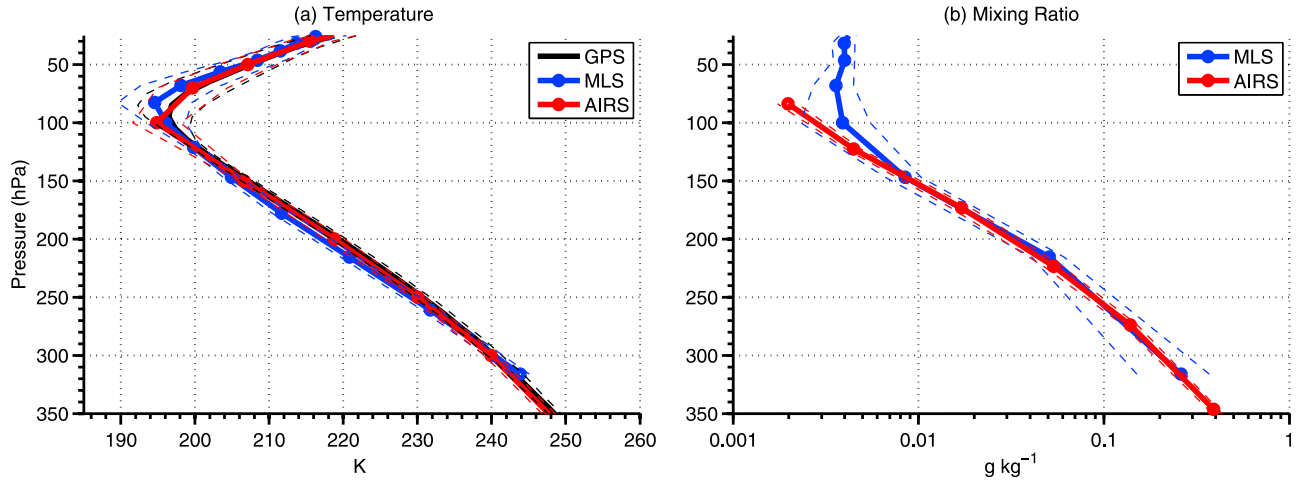 (a) Temperature
50
100
150
200
250
300
350
Pressure (hPa)
190
200
210
220
230
240
250
260
K
GPS
MLS
AIRS
(b) Mixing Ratio
50
100
150
200
250
300
350
0.001
0.01
0.1
1
g kg⁻¹
MLS
AIRS